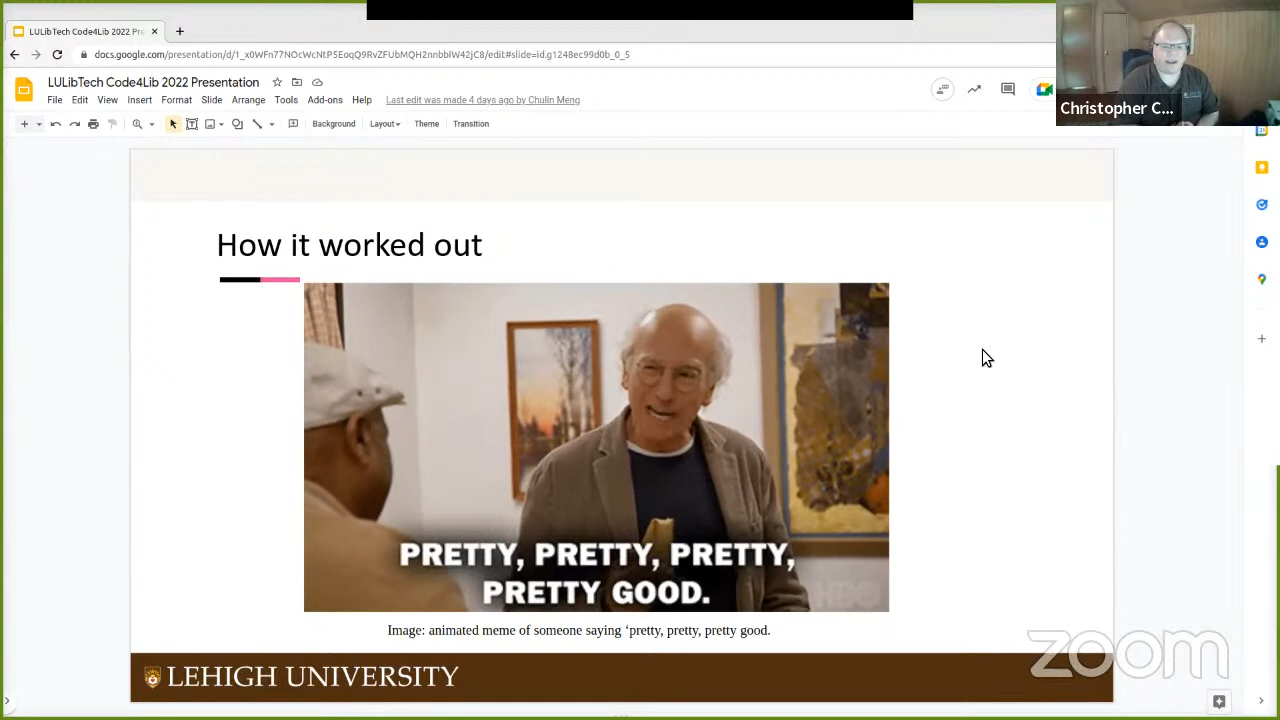 LULibTech Code4Lib 2022 Pre
docs.google.com/presentation/d/1_x0WFn77NOcWcNtP5EoqQ9RvZFUbMQH2nnbbIW42jC8/edit#slide=id.g1248ec99d0b_0_5
LULibTech Code4Lib 2022 Presentation
File Edit View Insert Format Slide Arrange Tools Add-ons Help Last edit was made 4 days ago by Chulin Meng
Background Layout Theme Transition
Christopher C...
How it worked out
PRETTY, PRETTY, PRETTY,
PRETTY GOOD.
HBO
Image: animated meme of someone saying ‘pretty, pretty, pretty good.
zoom
LEHIGH UNIVERSITY